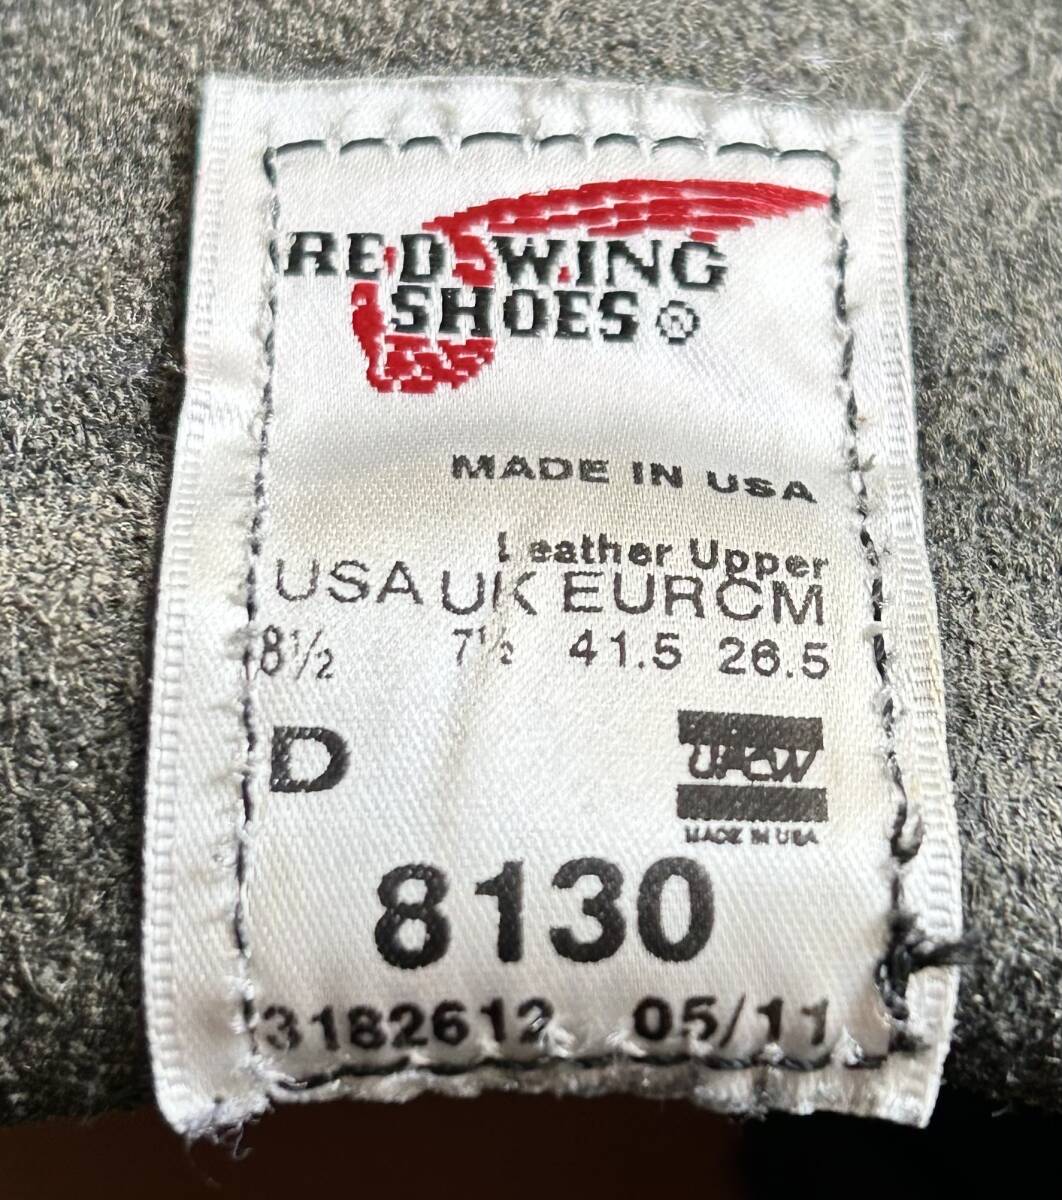 RED WING
SHOES ®
MADE IN USA
Leather Upper
USA UK EUR CM
8½ 7½ 41.5 26.5
D
UFCW
MADE IN USA
8130
3182612 05/11